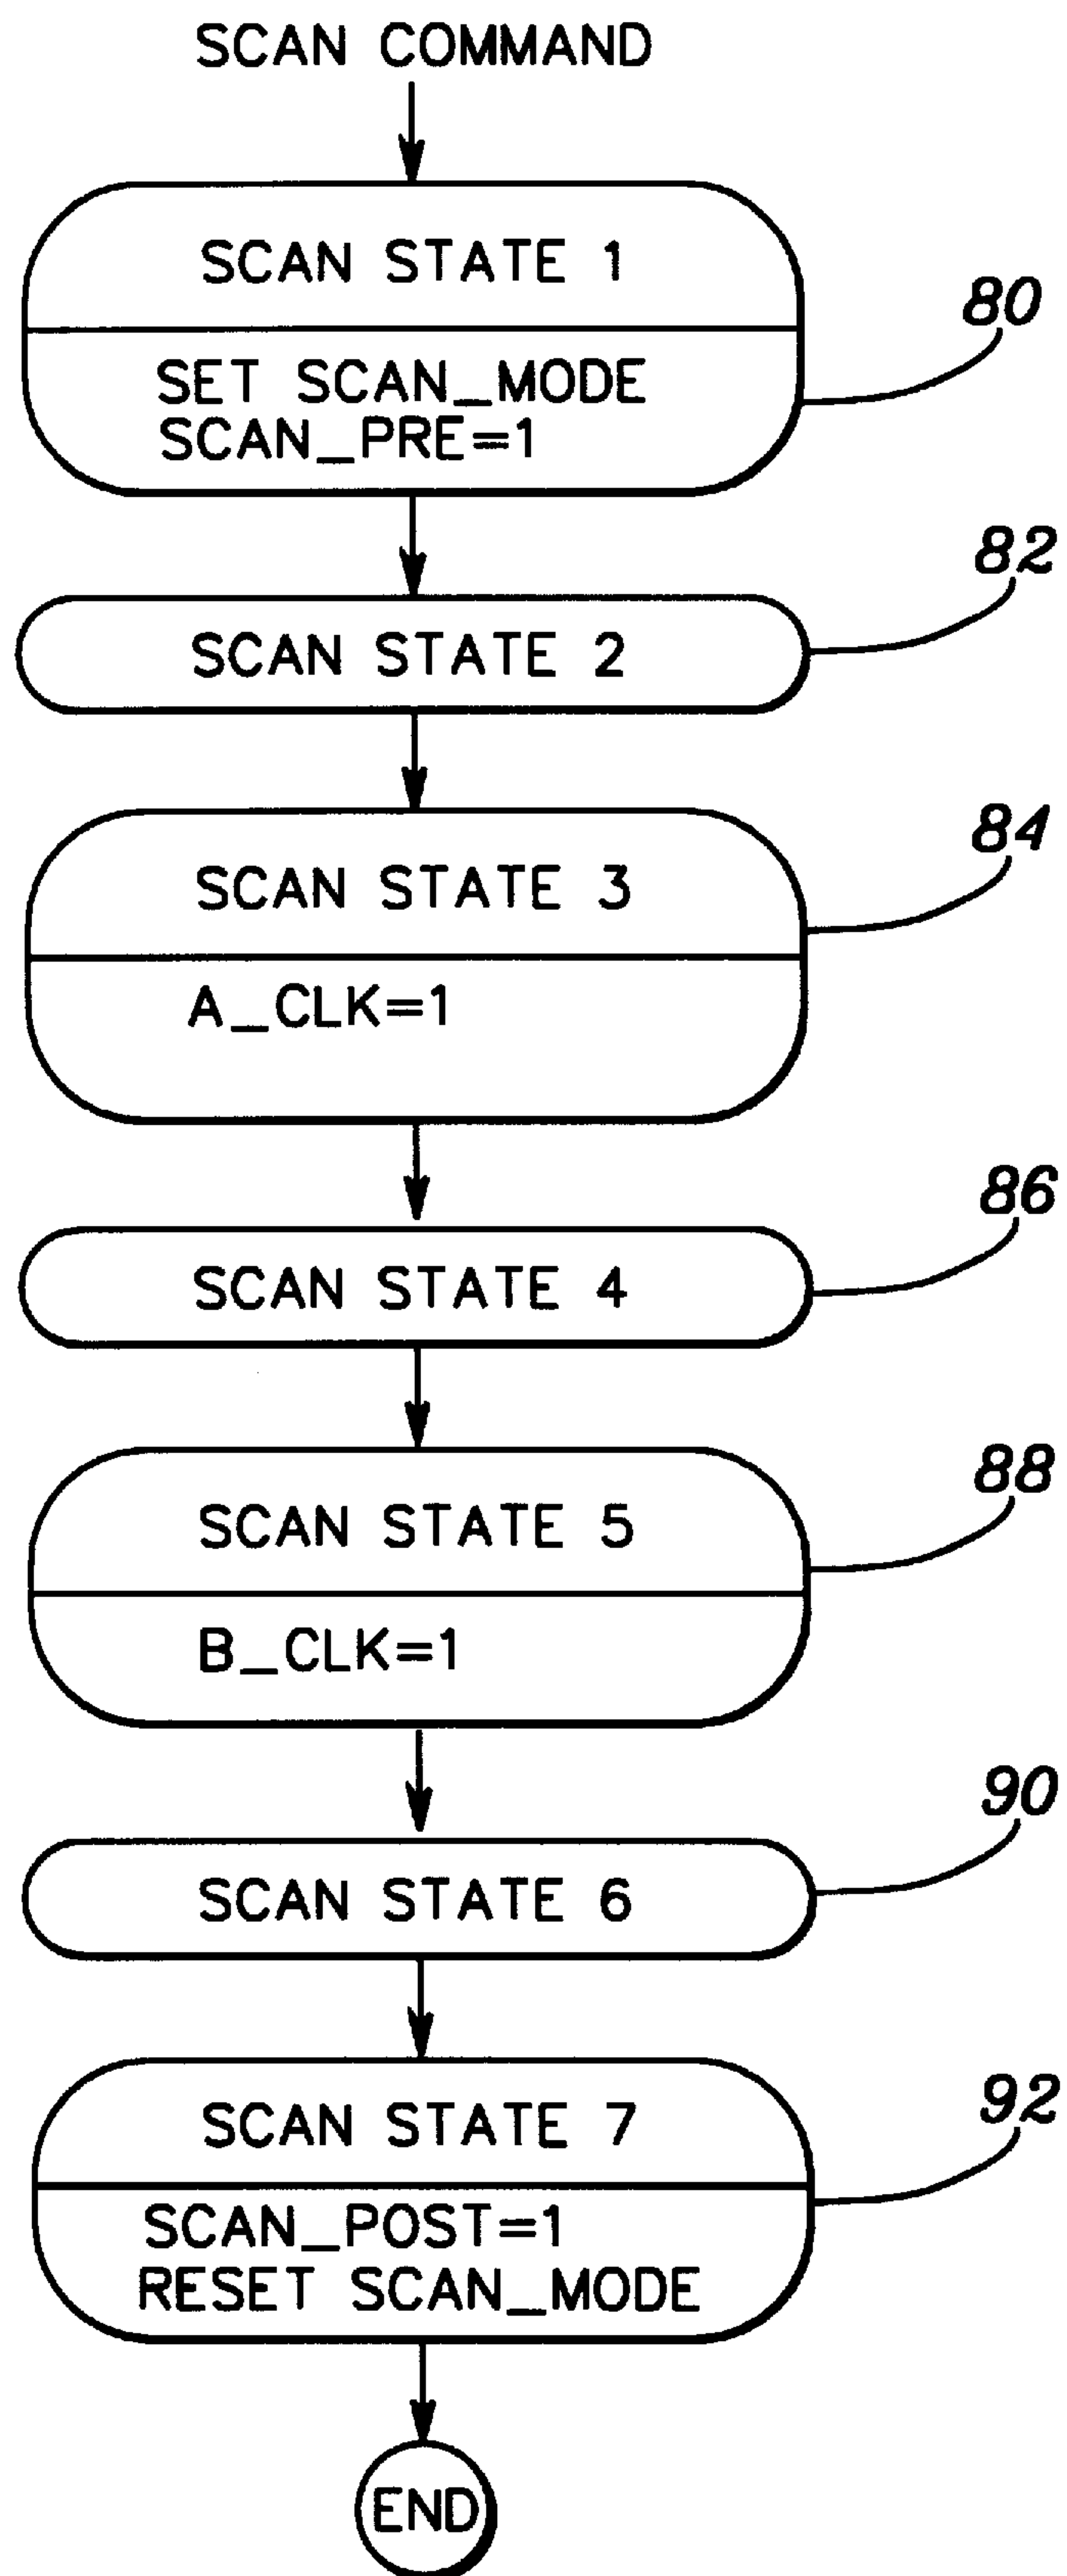 SCAN COMMAND
SCAN STATE 1
80
SET SCAN_MODE
SCAN_PRE=1
82
SCAN STATE 2
84
SCAN STATE 3
A_CLK=1
86
SCAN STATE 4
88
SCAN STATE 5
B_CLK=1
90
SCAN STATE 6
92
SCAN STATE 7
SCAN_POST=1
RESET SCAN_MODE
END